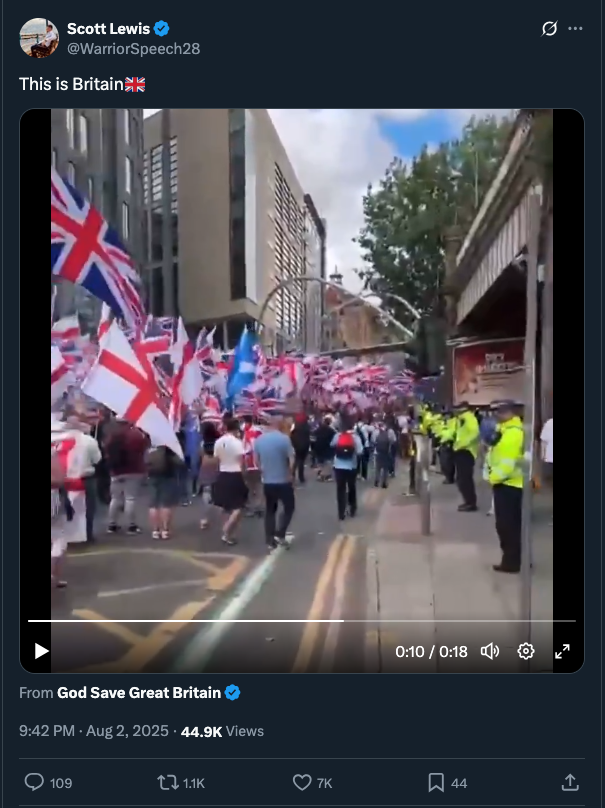 Scott Lewis
@WarriorSpeech28
This is Britain🇬🇧
0:10 / 0:18
From God Save Great Britain
9:42 PM · Aug 2, 2025 · 44.9K Views
109
1.1K
7K
44